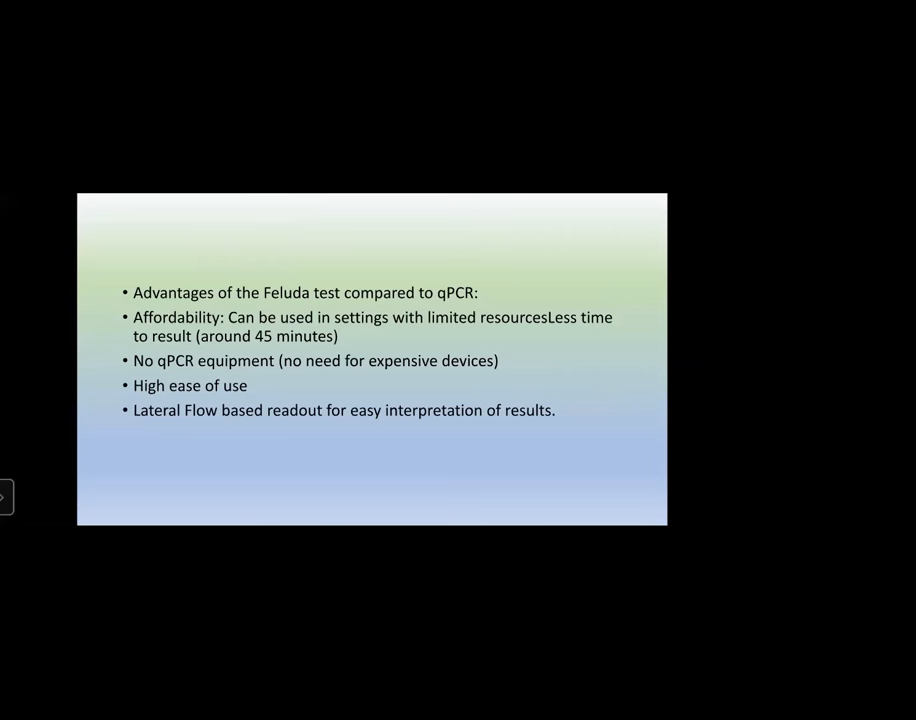 • Advantages of the Feluda test compared to qPCR:
• Affordability: Can be used in settings with limited resourcesLess time
to result (around 45 minutes)
• No qPCR equipment (no need for expensive devices)
• High ease of use
• Lateral Flow based readout for easy interpretation of results.